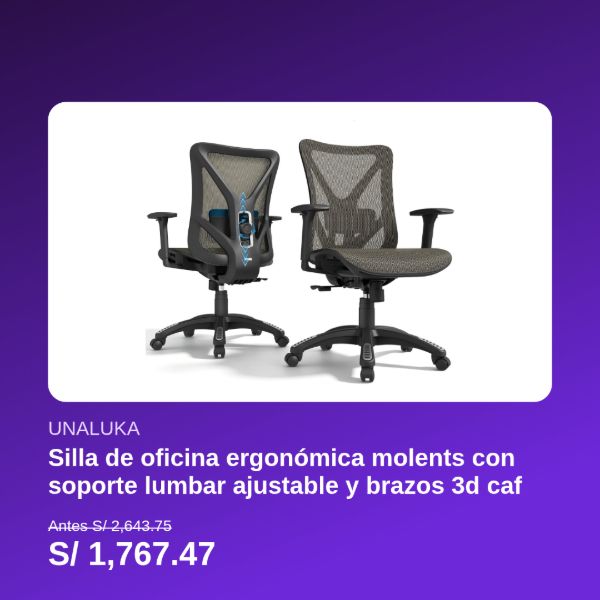 UNALUKA
Silla de oficina ergonómica molents con
soporte lumbar ajustable y brazos 3d caf
Antes S/ 2,643.75
S/ 1,767.47